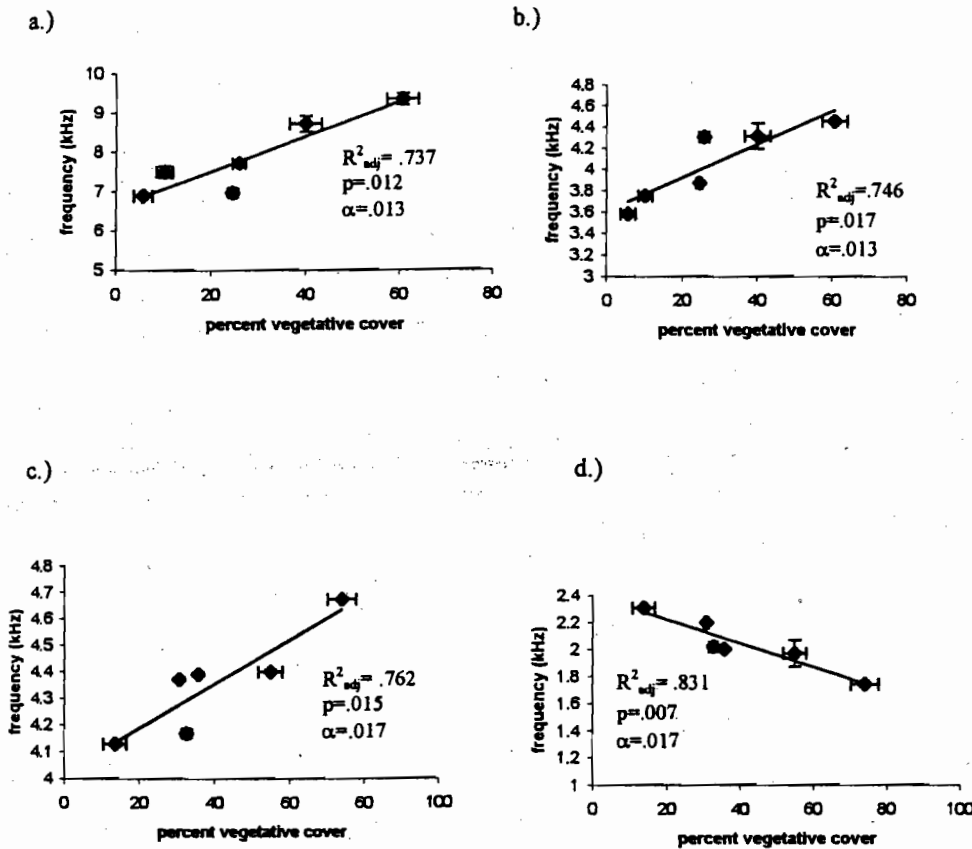 a.)
10
9
8
7
6
5
frequency (kHz)
R²adj= .737
p=.012
α=.013
0 20 40 60 80
percent vegetative cover
b.)
4.8
4.6
4.4
4.2
4
3.8
3.6
3.4
3.2
3
frequency (kHz)
R²adj=.746
p=.017
α=.013
0 20 40 60 80
percent vegetative cover
c.)
4.8
4.7
4.6
4.5
4.4
4.3
4.2
4.1
4
frequency (kHz)
R²adj= .762
p=.015
α=.017
0 20 40 60 80 100
percent vegetative cover
d.)
2.4
2.2
2
1.8
1.6
1.4
1.2
1
frequency (kHz)
R²adj= .831
p=.007
α=.017
0 20 40 60 80 100
percent vegetative cover